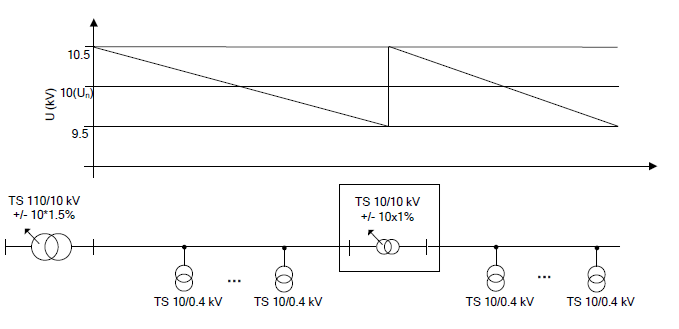 10.5
10(Un)
U (kV)
9.5
TS 110/10 kV
+/- 10*1.5%
TS 10/10 kV
+/- 10x1%
...
...
TS 10/0.4 kV
TS 10/0.4 kV
TS 10/0.4 kV
TS 10/0.4 kV